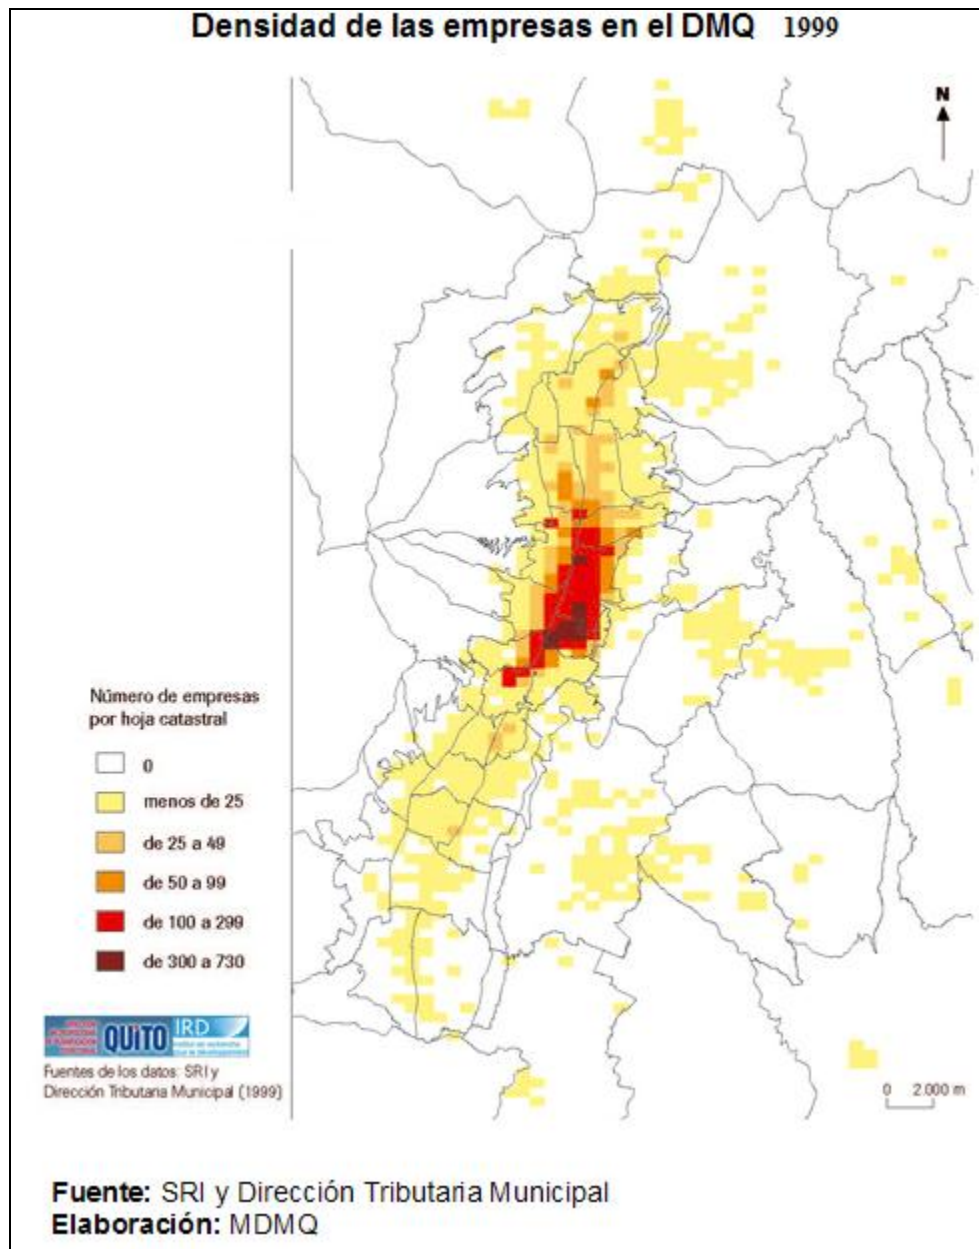 Densidad de las empresas en el DMQ 1999
N
Número de empresas
por hoja catastral
0
menos de 25
de 25 a 49
de 50 a 99
de 100 a 299
de 300 a 730
QUITO
IRD
Fuentes de los datos: SRI y
Dirección Tributaria Municipal (1999)
0 2.000 m
Fuente: SRI y Dirección Tributaria Municipal
Elaboración: MDMQ